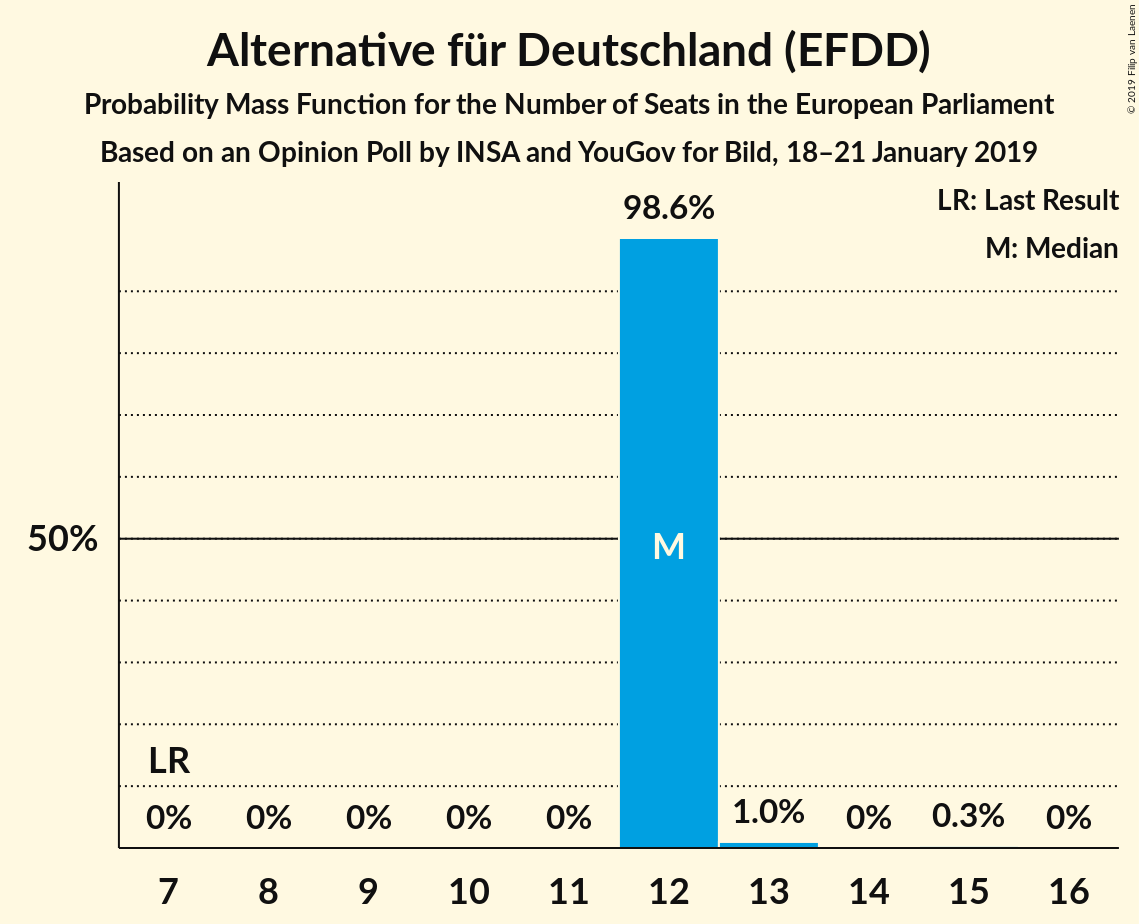 Alternative für Deutschland (EFDD)
Probability Mass Function for the Number of Seats in the European Parliament
Based on an Opinion Poll by INSA and YouGov for Bild, 18–21 January 2019
© 2019 Filip van Laenen
LR: Last Result
M: Median
98.6%
50%
M
LR
0% 0% 0% 0% 0% 1.0% 0% 0.3% 0%
7 8 9 10 11 12 13 14 15 16